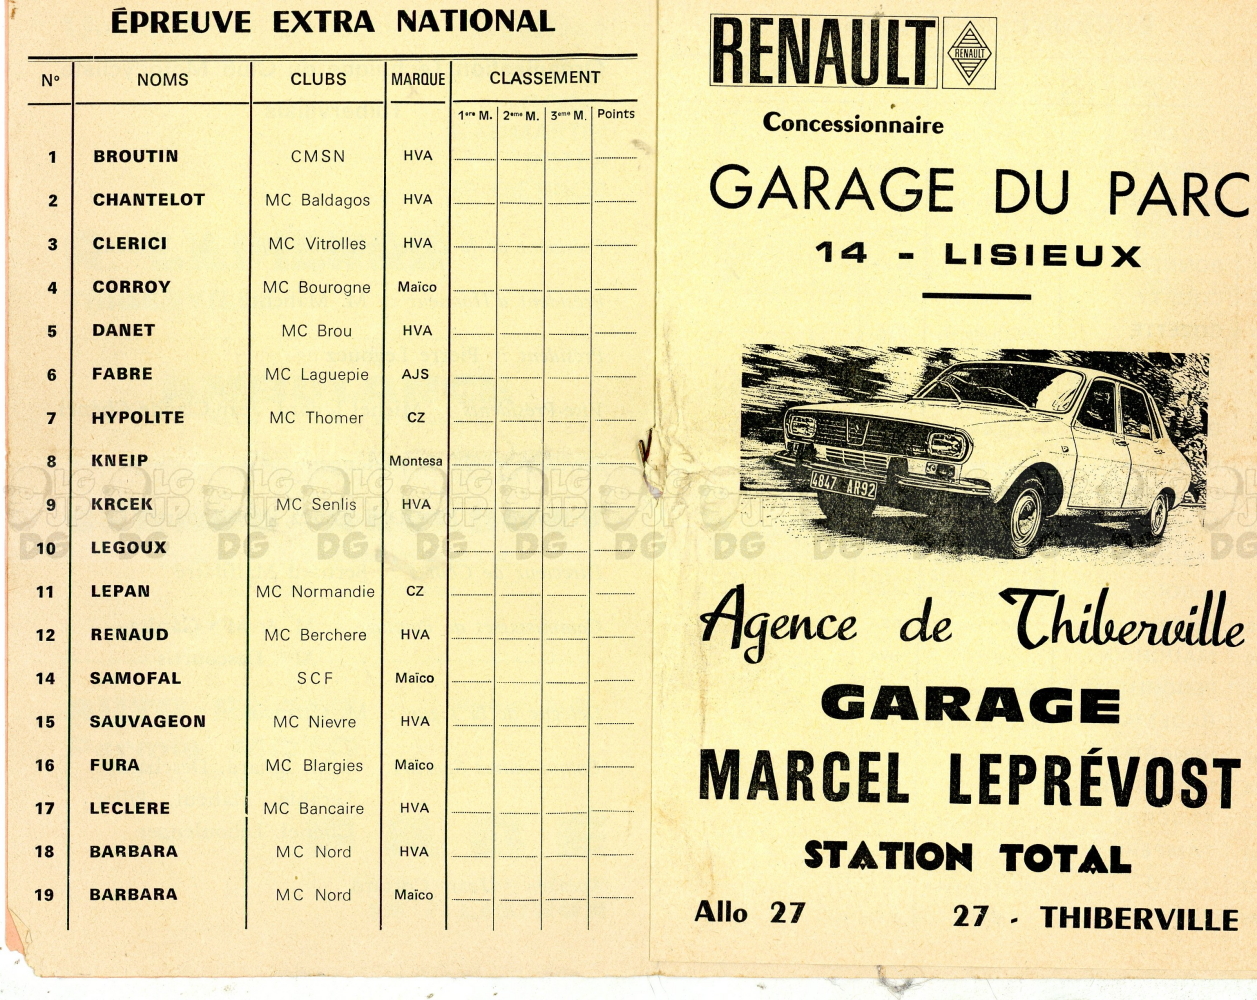 ÉPREUVE EXTRA NATIONAL
N° NOMS CLUBS MARQUE CLASSEMENT
1ere M. 2eme M. 3eme M. Points
1 BROUTIN CMSN HVA
2 CHANTELOT MC Baldagos HVA
3 CLERICI MC Vitrolles HVA
4 CORROY MC Bourogne Maïco
5 DANET MC Brou HVA
6 FABRE MC Laguepie AJS
7 HYPOLITE MC Thomer CZ
8 KNEIP Montesa
9 KRCEK MC Senlis HVA
10 LEGOUX
11 LEPAN MC Normandie CZ
12 RENAUD MC Berchere HVA
14 SAMOFAL SCF Maïco
15 SAUVAGEON MC Nievre HVA
16 FURA MC Blargies Maïco
17 LECLERE MC Bancaire HVA
18 BARBARA MC Nord HVA
19 BARBARA MC Nord Maïco
RENAULT
RENAULT
Concessionnaire
GARAGE DU PARC
14 - LISIEUX
4847 AR92
Agence de Thiberville
GARAGE
MARCEL LEPRÉVOST
STATION TOTAL
Allo 27 27 - THIBERVILLE